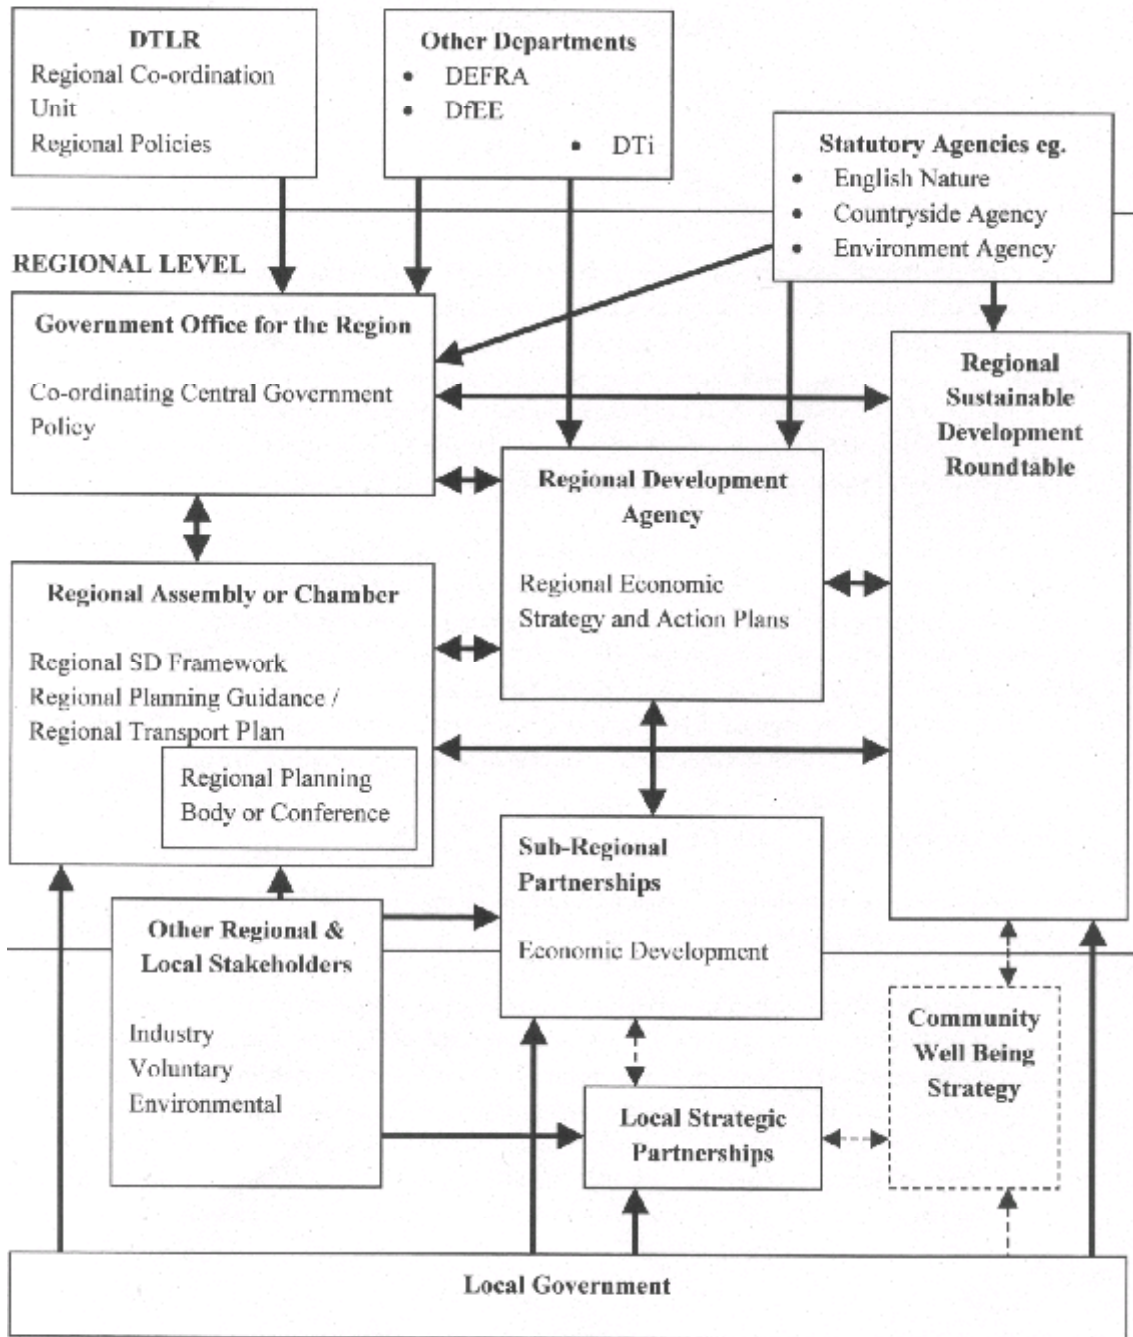 DTLR
Regional Co-ordination
Unit
Regional Policies
Other Departments
• DEFRA
• DfEE
• DTi
Statutory Agencies eg.
• English Nature
• Countryside Agency
• Environment Agency
REGIONAL LEVEL
Government Office for the Region
Co-ordinating Central Government
Policy
Regional
Sustainable
Development
Roundtable
Regional Development
Agency
Regional Economic
Strategy and Action Plans
Regional Assembly or Chamber
Regional SD Framework
Regional Planning Guidance /
Regional Transport Plan
Regional Planning
Body or Conference
Sub-Regional
Partnerships
Economic Development
Other Regional &
Local Stakeholders
Industry
Voluntary
Environmental
Community
Well Being
Strategy
Local Strategic
Partnerships
Local Government